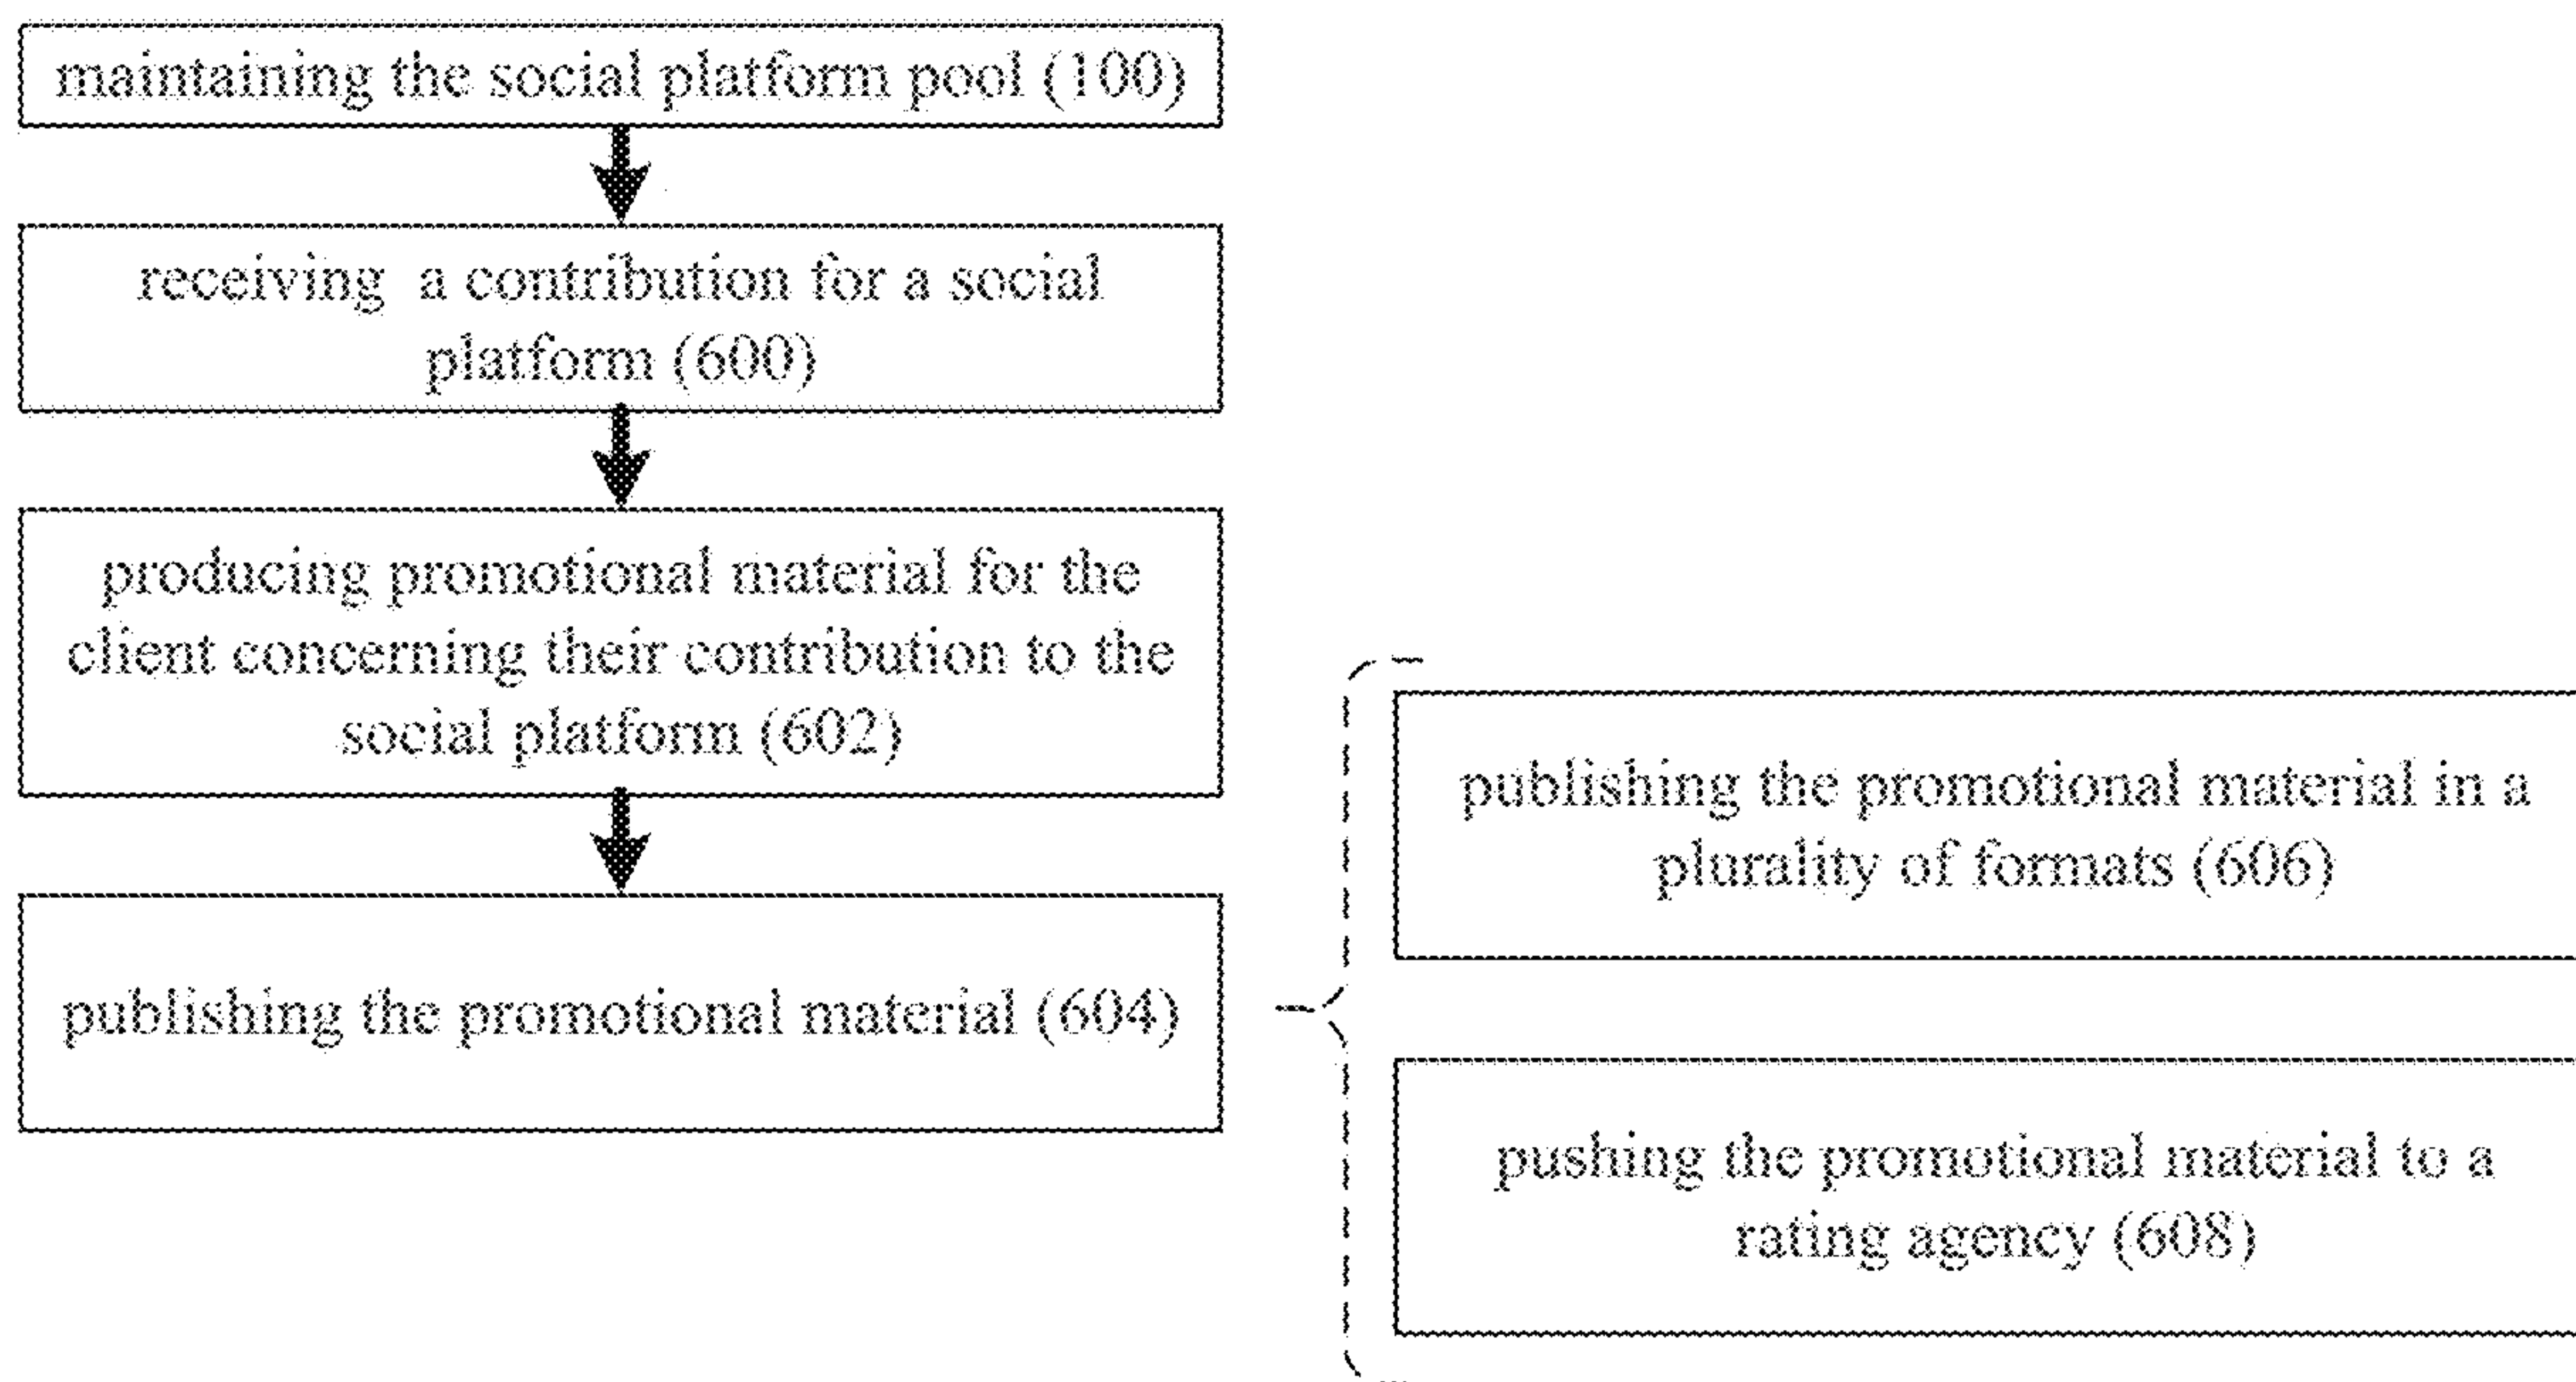 maintaining the social platform pool (100)
receiving a contribution for a social
platform (600)
producing promotional material for the
client concerning their contribution to the
social platform (602)
publishing the promotional material (604)
publishing the promotional material in a
plurality of formats (606)
pushing the promotional material to a
rating agency (608)